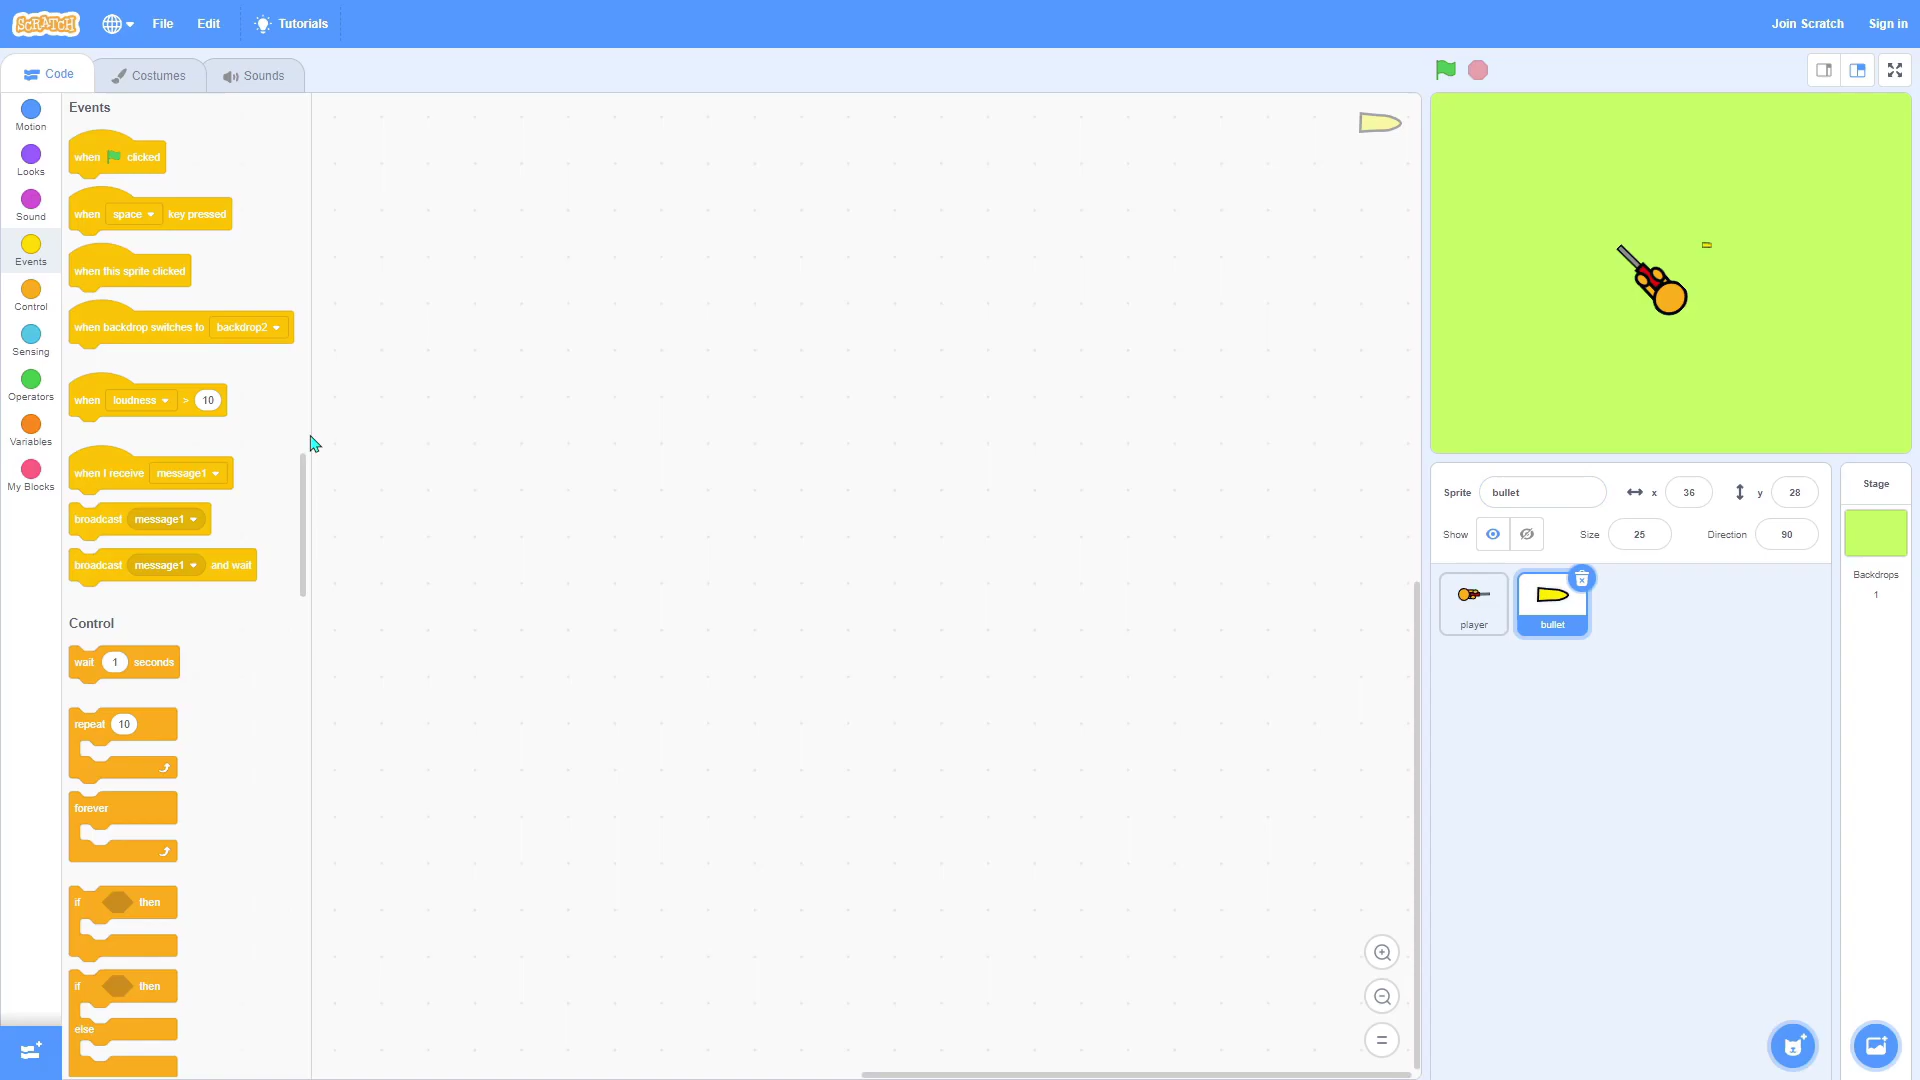 SCRATCH File Edit Tutorials Join Scratch Sign in
Code Costumes Sounds
Motion
Looks
Sound
Events
Control
Sensing
Operators
Variables
My Blocks
Events
when clicked
when space key pressed
when this sprite clicked
when backdrop switches to backdrop2
when loudness > 10
when I receive message1
broadcast message1
broadcast message1 and wait
Control
wait 1 seconds
repeat 10
forever
if then
if then
else
Sprite bullet x 36 y 28
Show Size 25 Direction 90
player
bullet
Stage
Backdrops
1